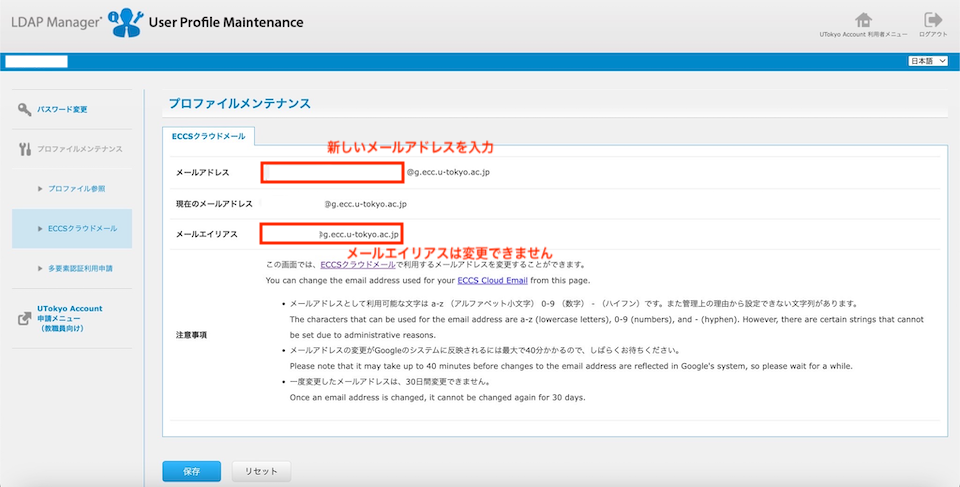 LDAP Manager User Profile Maintenance
UTokyo Account 利用者メニュー
ログアウト
日本語
パスワード変更
プロファイルメンテナンス
プロファイル参照
ECCSクラウドメール
多要素認証利用申請
UTokyo Account
申請メニュー
（教職員向け）
プロファイルメンテナンス
ECCSクラウドメール
新しいメールアドレスを入力
メールアドレス @g.ecc.u-tokyo.ac.jp
現在のメールアドレス @g.ecc.u-tokyo.ac.jp
メールエイリアス @g.ecc.u-tokyo.ac.jp
メールエイリアスは変更できません
注意事項
この画面では、ECCSクラウドメールで利用するメールアドレスを変更することができます。
You can change the email address used for your ECCS Cloud Email from this page.
• メールアドレスとして利用可能な文字は a-z （アルファベット小文字） 0-9 （数字） - （ハイフン）です。また管理上の理由から設定できない文字列があります。
The characters that can be used for the email address are a-z (lowercase letters), 0-9 (numbers), and - (hyphen). However, there are certain strings that cannot
be set due to administrative reasons.
• メールアドレスの変更がGoogleのシステムに反映されるには最大で40分かかるので、しばらくお待ちください。
Please note that it may take up to 40 minutes before changes to the email address are reflected in Google's system, so please wait for a while.
• 一度変更したメールアドレスは、30日間変更できません。
Once an email address is changed, it cannot be changed again for 30 days.
保存
リセット